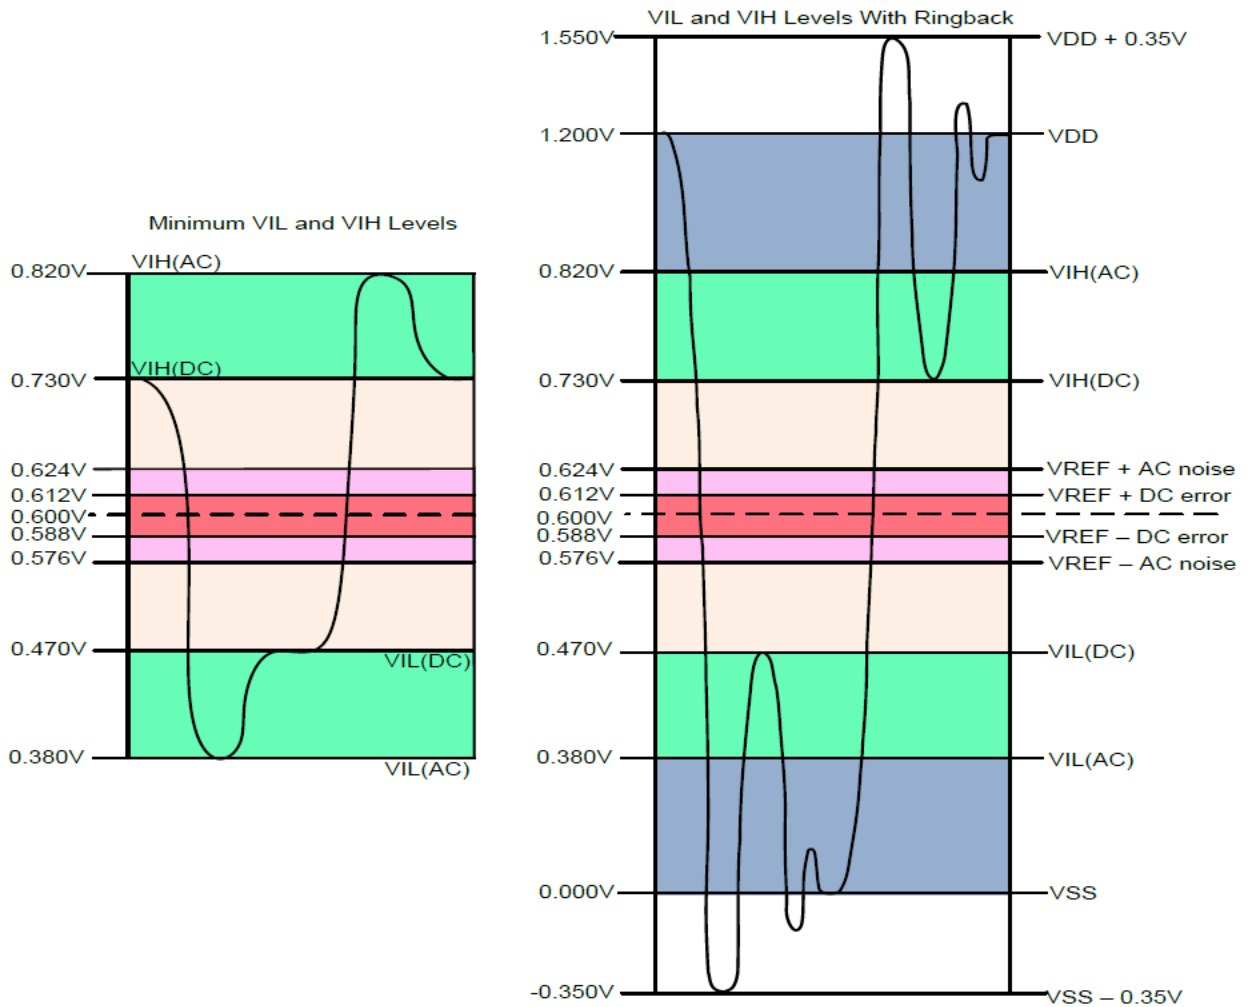 VIL and VIH Levels With Ringback
1.550V
VDD + 0.35V
1.200V
VDD
Minimum VIL and VIH Levels
0.820V
VIH(AC)
0.820V
VIH(AC)
VIH(DC)
0.730V
0.730V
VIH(DC)
0.624V
0.624V
VREF + AC noise
0.612V
0.612V
VREF + DC error
0.600V
0.600V
0.588V
0.588V
VREF – DC error
0.576V
0.576V
VREF – AC noise
0.470V
VIL(DC)
0.470V
VIL(DC)
0.380V
VIL(AC)
0.380V
VIL(AC)
0.000V
VSS
-0.350V
VSS – 0.35V